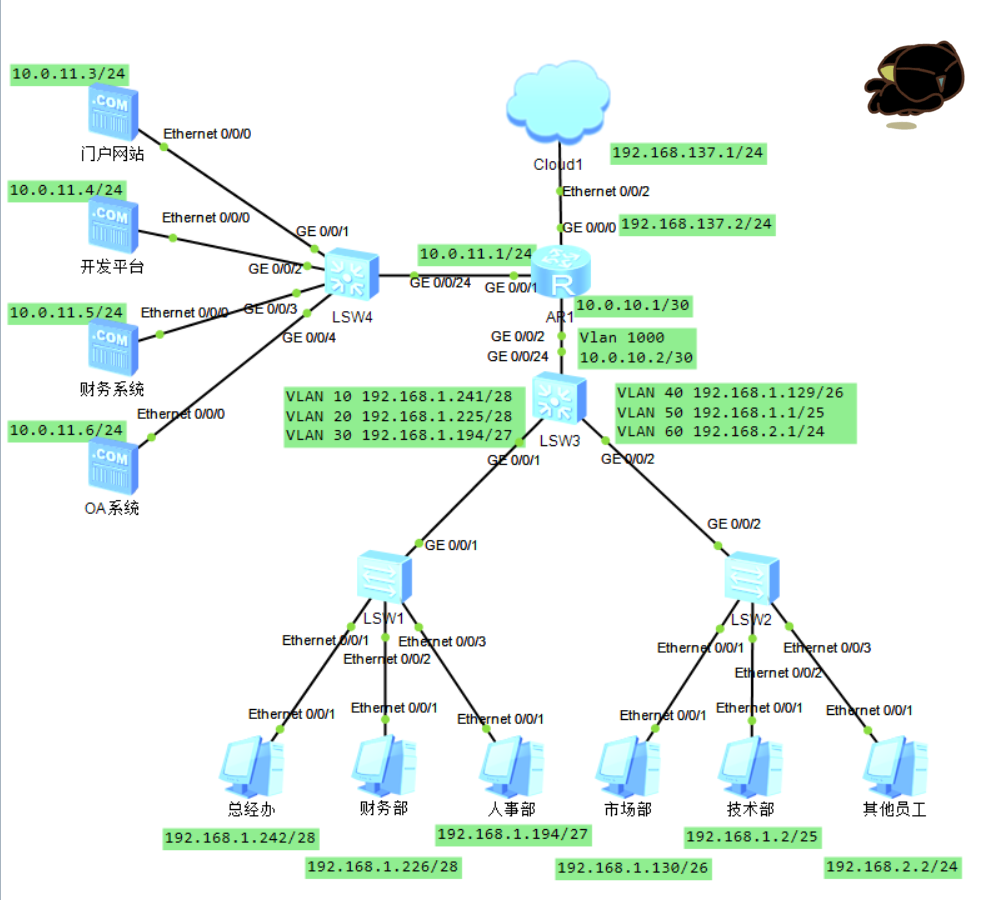 10.0.11.3/24
.COM
Ethernet 0/0/0
门户网站
Cloud1
192.168.137.1/24
Ethernet 0/0/2
10.0.11.4/24
.COM
Ethernet 0/0/0
GE 0/0/1
GE 0/0/0
192.168.137.2/24
开发平台
GE 0/0/2
10.0.11.1/24
GE 0/0/24
GE 0/0/1
R
10.0.11.5/24
.COM
Ethernet 0/0/0
GE 0/0/3
LSW4
AR1
10.0.10.1/30
GE 0/0/4
GE 0/0/2
GE 0/0/24
Vlan 1000
10.0.10.2/30
财务系统
VLAN 10 192.168.1.241/28
VLAN 20 192.168.1.225/28
VLAN 30 192.168.1.194/27
VLAN 40 192.168.1.129/26
VLAN 50 192.168.1.1/25
VLAN 60 192.168.2.1/24
10.0.11.6/24
.COM
Ethernet 0/0/0
LSW3
GE 0/0/1
GE 0/0/2
OA系统
GE 0/0/2
GE 0/0/1
LSW1
LSW2
Ethernet 0/0/1
Ethernet 0/0/3
Ethernet 0/0/2
Ethernet 0/0/1
Ethernet 0/0/3
Ethernet 0/0/2
Ethernet 0/0/1
Ethernet 0/0/1
Ethernet 0/0/1
Ethernet 0/0/1
Ethernet 0/0/1
Ethernet 0/0/1
总经办
财务部
人事部
市场部
技术部
其他员工
192.168.1.242/28
192.168.1.194/27
192.168.1.2/25
192.168.1.226/28
192.168.1.130/26
192.168.2.2/24